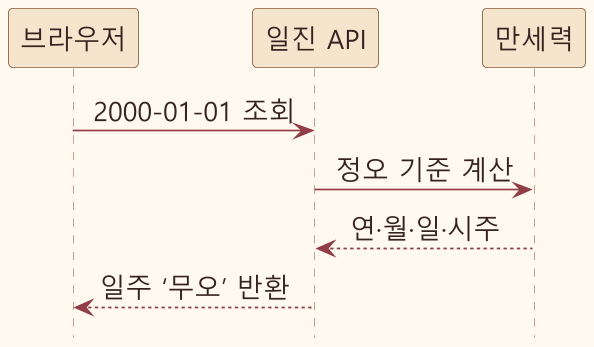 브라우저 일진 API 만세력
2000-01-01 조회
정오 기준 계산
연·월·일·시주
일주 ‘무오’ 반환